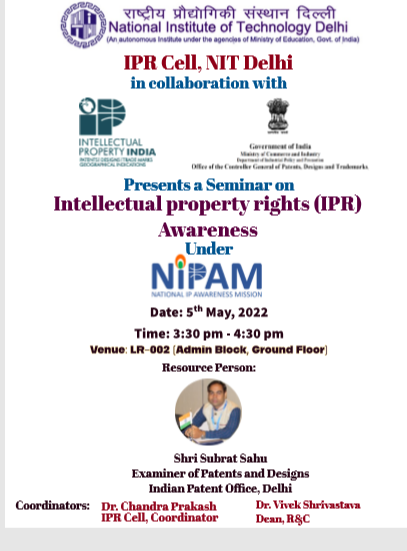 राष्ट्रीय प्रौद्योगिकी संस्थान दिल्ली
National Institute of Technology Delhi
(An autonomous Institute under the agencies of Ministry of Education, Govt. of India)
IPR Cell, NIT Delhi
in collaboration with
INTELLECTUAL
PROPERTY INDIA
PATENTS | DESIGNS | TRADE MARKS
GEOGRAPHICAL INDICATIONS
Government of India
Ministry of Commerce and Industry
Department of Industrial Policy and Promotion
Office of the Controller General of Patents, Designs and Trademarks
Presents a Seminar on
Intellectual property rights (IPR)
Awareness
Under
NiPAM
NATIONAL IP AWARENESS MISSION
Date: 5th May, 2022
Time: 3:30 pm - 4:30 pm
Venue: LR-002 (Admin Block, Ground Floor)
Resource Person:
Shri Subrat Sahu
Examiner of Patents and Designs
Indian Patent Office, Delhi
Coordinators: Dr. Chandra Prakash Dr. Vivek Shrivastava
IPR Cell, Coordinator Dean, R&C